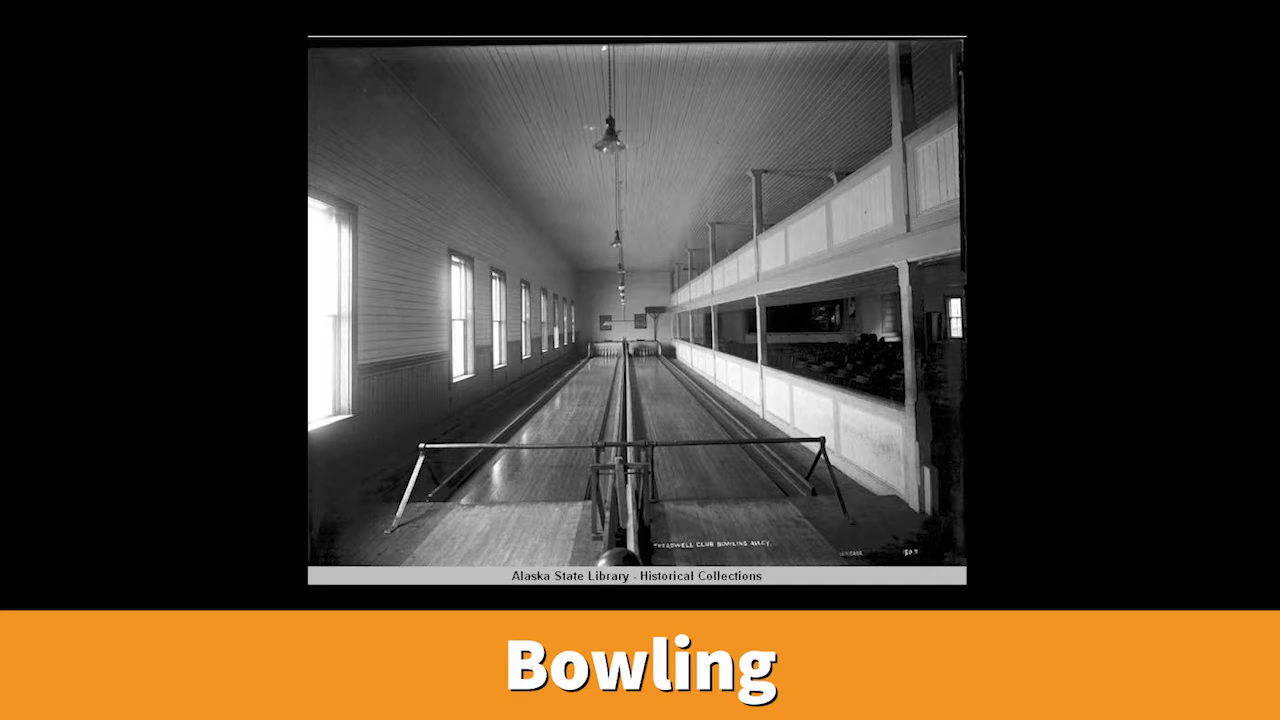 TREADWELL CLUB BOWLING ALLEY.
Alaska State Library - Historical Collections
Bowling